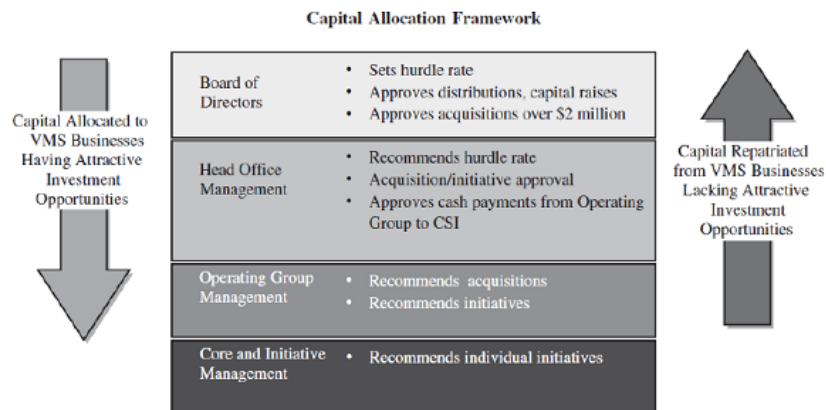 Capital Allocation Framework
Capital Allocated to
VMS Businesses
Having Attractive
Investment
Opportunities
Board of
Directors
• Sets hurdle rate
• Approves distributions, capital raises
• Approves acquisitions over $2 million
Head Office
Management
• Recommends hurdle rate
• Acquisition/initiative approval
• Approves cash payments from Operating
Group to CSI
Operating Group
Management
• Recommends acquisitions
• Recommends initiatives
Core and Initiative
Management
• Recommends individual initiatives
Capital Repatriated
from VMS Businesses
Lacking Attractive
Investment
Opportunities